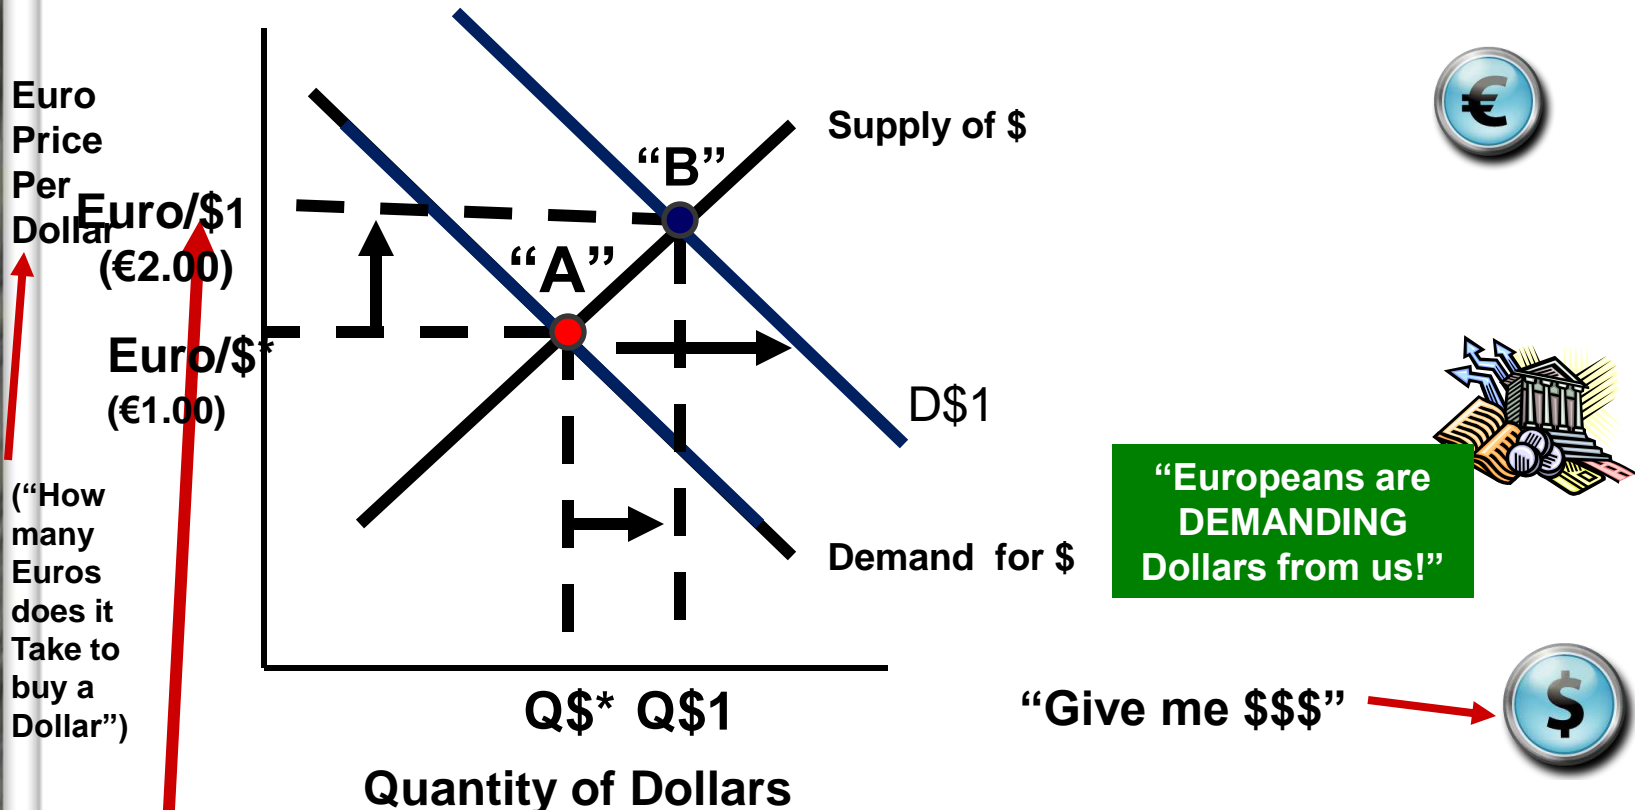 Euro
Price
Per
Dollar
Euro/$1
(€2.00)
Euro/$*
(€1.00)
(“How
many
Euros
does it
Take to
buy a
Dollar”)
“B”
“A”
Supply of $
D$1
Demand for $
Q$* Q$1
Quantity of Dollars
€
“Europeans are
DEMANDING
Dollars from us!”
“Give me $$$”
$